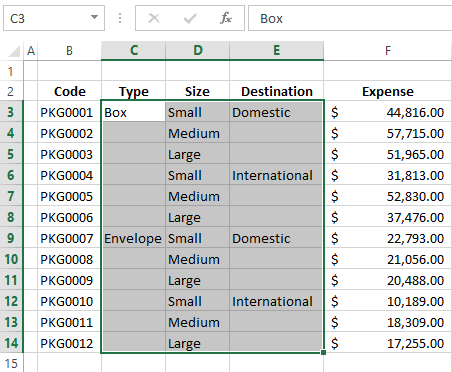 C3 fx Box
A B C D E F
1
2 Code Type Size Destination Expense
3 PKG0001 Box Small Domestic $ 44,816.00
4 PKG0002 Medium $ 57,715.00
5 PKG0003 Large $ 51,965.00
6 PKG0004 Small International $ 31,813.00
7 PKG0005 Medium $ 52,830.00
8 PKG0006 Large $ 37,476.00
9 PKG0007 Envelope Small Domestic $ 22,793.00
10 PKG0008 Medium $ 21,056.00
11 PKG0009 Large $ 20,488.00
12 PKG0010 Small International $ 10,189.00
13 PKG0011 Medium $ 18,309.00
14 PKG0012 Large $ 17,255.00
15